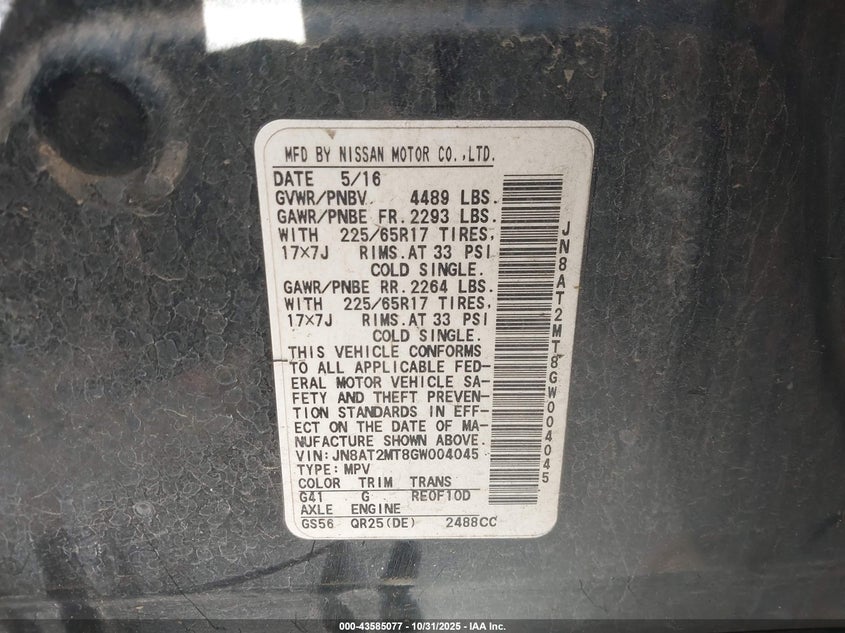 MFD BY NISSAN MOTOR CO.,LTD.
DATE 5/16
GVWR/PNBV 4489 LBS.
GAWR/PNBE FR.2293 LBS.
WITH 225/65R17 TIRES,
17×7J RIMS.AT 33 PSI
COLD SINGLE.
GAWR/PNBE RR.2264 LBS.
WITH 225/65R17 TIRES,
17×7J RIMS.AT 33 PSI
COLD SINGLE.
THIS VEHICLE CONFORMS
TO ALL APPLICABLE FED-
ERAL MOTOR VEHICLE SA-
FETY AND THEFT PREVEN-
TION STANDARDS IN EFF-
ECT ON THE DATE OF MA-
NUFACTURE SHOWN ABOVE.
VIN:JN8AT2MT8GW004045
TYPE:MPV
COLOR TRIM TRANS
G41 G RE0F10D
AXLE ENGINE
GS56 QR25(DE) 2488CC
JN8AT2MT8GW004045
000-43585077 - 10/31/2025 - IAA Inc.